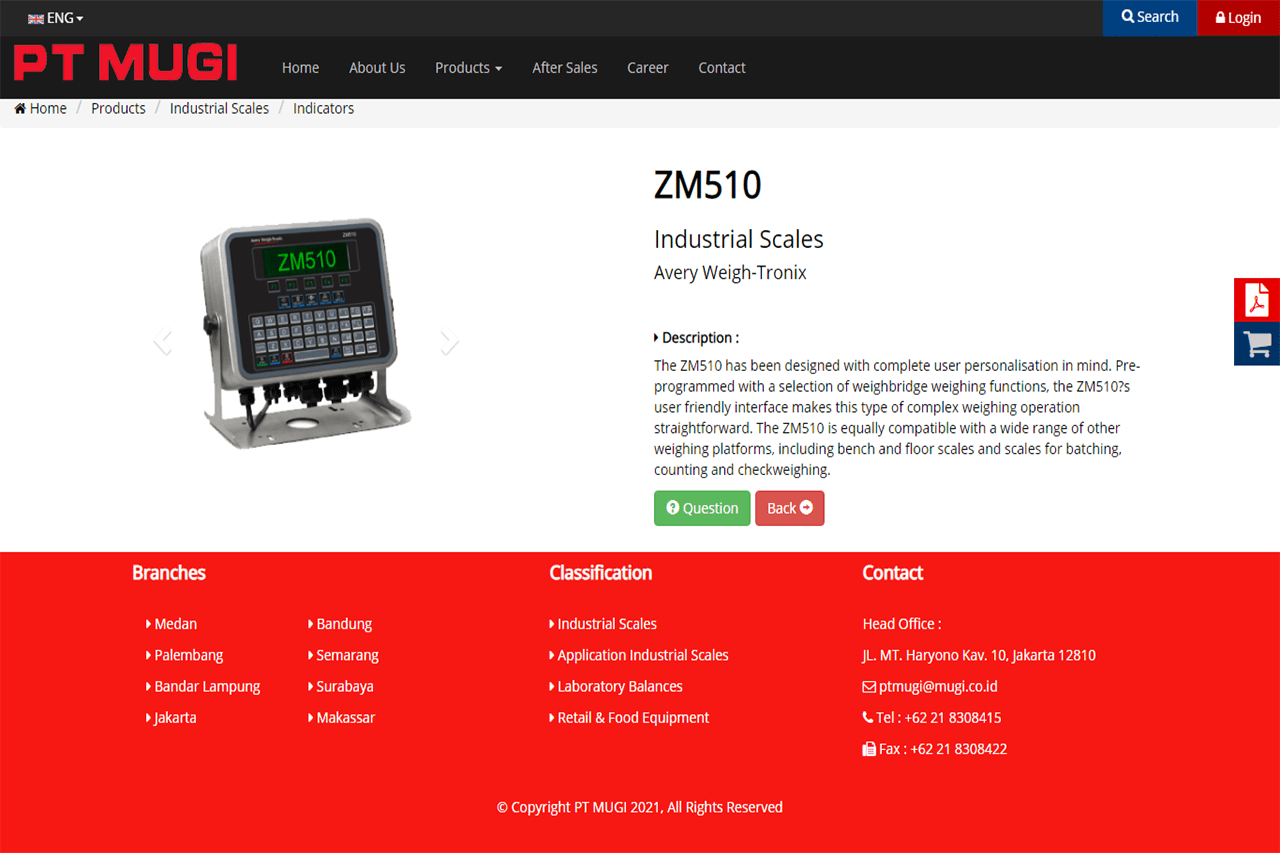 ENG
Search
Login
PT MUGI
Home
About Us
Products
After Sales
Career
Contact
Home / Products / Industrial Scales / Indicators
ZM510
Industrial Scales
Avery Weigh-Tronix
Avery Weigh-Tronix
ZM510
ZM510
Description :
The ZM510 has been designed with complete user personalisation in mind. Pre-
programmed with a selection of weighbridge weighing functions, the ZM510?s
user friendly interface makes this type of complex weighing operation
straightforward. The ZM510 is equally compatible with a wide range of other
weighing platforms, including bench and floor scales and scales for batching,
counting and checkweighing.
Question
Back
Branches
Medan
Palembang
Bandar Lampung
Jakarta
Bandung
Semarang
Surabaya
Makassar
Classification
Industrial Scales
Application Industrial Scales
Laboratory Balances
Retail & Food Equipment
Contact
Head Office :
JL. MT. Haryono Kav. 10, Jakarta 12810
ptmugi@mugi.co.id
Tel : +62 21 8308415
Fax : +62 21 8308422
© Copyright PT MUGI 2021, All Rights Reserved